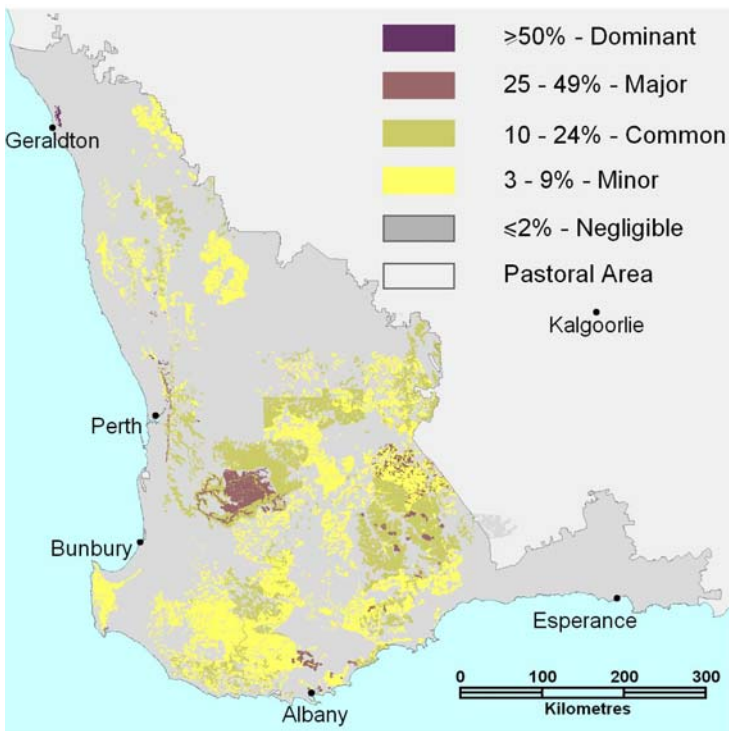 ≥50% - Dominant
25 - 49% - Major
10 - 24% - Common
3 - 9% - Minor
≤2% - Negligible
Pastoral Area
Geraldton
Kalgoorlie
Perth
Bunbury
Esperance
Albany
0 100 200 300
Kilometres